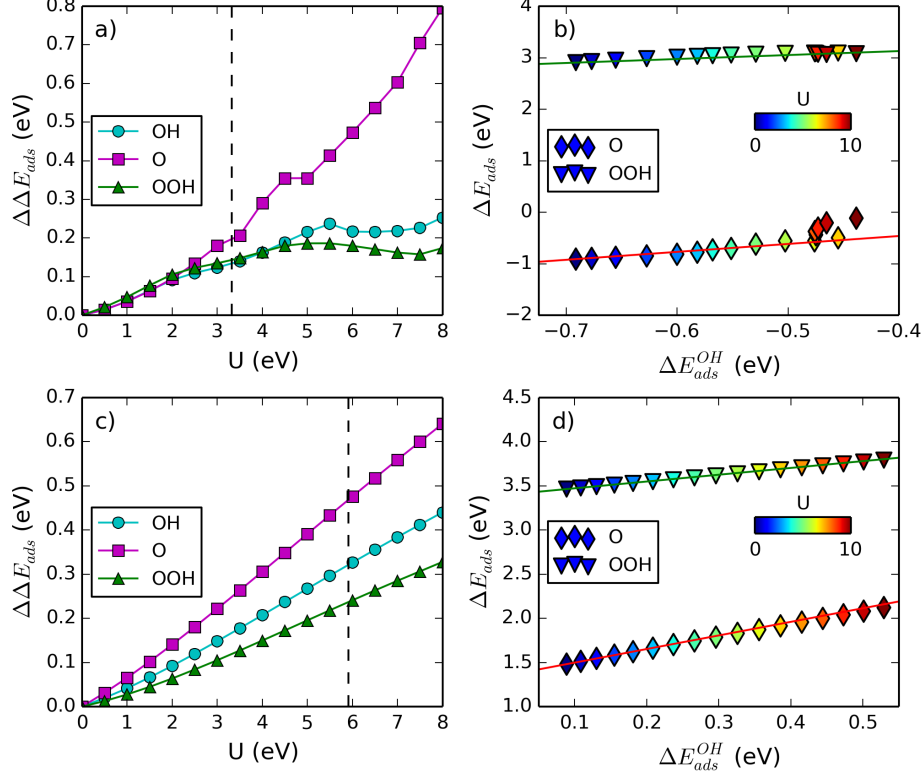 a)
0.8
0.7
0.6
0.5
0.4
0.3
0.2
0.1
0.0
ΔΔE_ads (eV)
OH
O
OOH
0 1 2 3 4 5 6 7 8
U (eV)
b)
4
3
2
1
0
−1
−2
ΔE_ads (eV)
U
0 10
O
OOH
−0.7 −0.6 −0.5 −0.4
ΔE_ads^OH (eV)
c)
0.7
0.6
0.5
0.4
0.3
0.2
0.1
0.0
ΔΔE_ads (eV)
OH
O
OOH
0 1 2 3 4 5 6 7 8
U (eV)
d)
4.5
4.0
3.5
3.0
2.5
2.0
1.5
1.0
ΔE_ads (eV)
U
0 10
O
OOH
0.1 0.2 0.3 0.4 0.5
ΔE_ads^OH (eV)